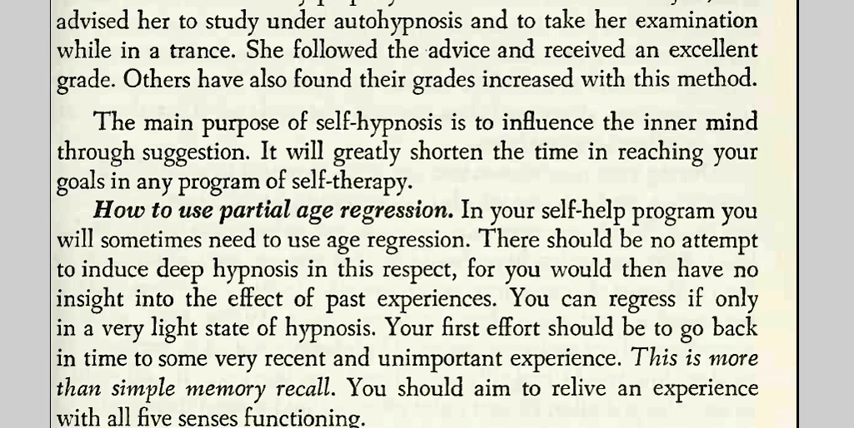 advised her to study under autohypnosis and to take her examination
while in a trance. She followed the advice and received an excellent
grade. Others have also found their grades increased with this method.
The main purpose of self-hypnosis is to influence the inner mind
through suggestion. It will greatly shorten the time in reaching your
goals in any program of self-therapy.
How to use partial age regression. In your self-help program you
will sometimes need to use age regression. There should be no attempt
to induce deep hypnosis in this respect, for you would then have no
insight into the effect of past experiences. You can regress if only
in a very light state of hypnosis. Your first effort should be to go back
in time to some very recent and unimportant experience. This is more
than simple memory recall. You should aim to relive an experience
with all five senses functioning.